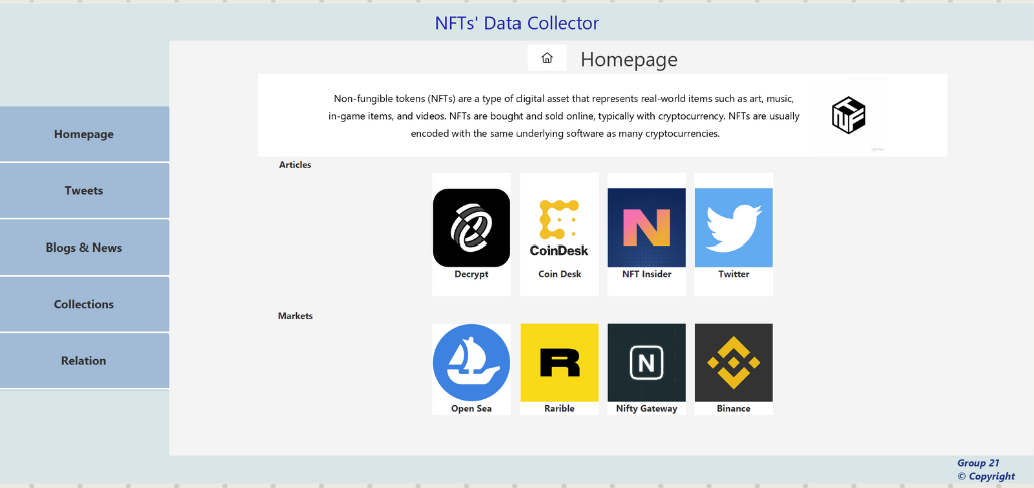 NFTs' Data Collector
Homepage
Homepage
Tweets
Blogs & News
Collections
Relation
Non-fungible tokens (NFTs) are a type of digital asset that represents real-world items such as art, music,
in-game items, and videos. NFTs are bought and sold online, typically with cryptocurrency. NFTs are usually
encoded with the same underlying software as many cryptocurrencies.
NFT
Articles
CoinDesk
N
Decrypt
Coin Desk
NFT Insider
Twitter
Markets
R
N
Open Sea
Rarible
Nifty Gateway
Binance
Group 21
© Copyright